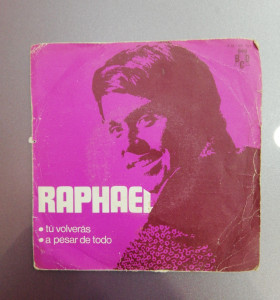 RAPHAEL
• tú volverás
• a pesar de todo